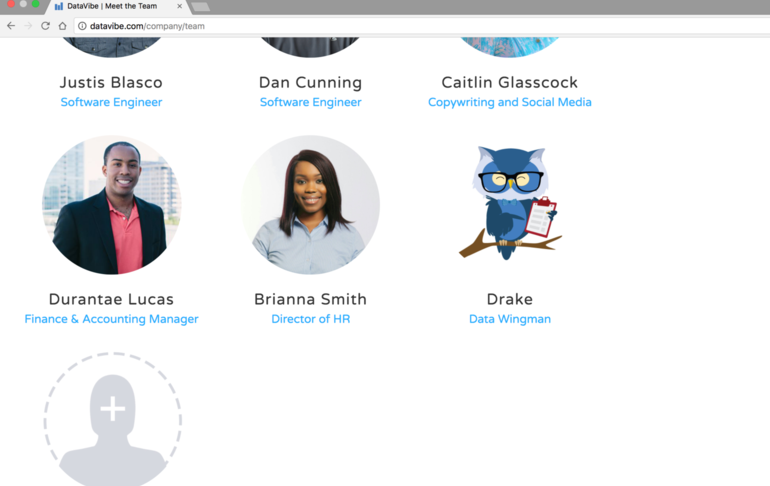 DataVibe | Meet the Team
datavibe.com/company/team
Justis Blasco
Software Engineer
Dan Cunning
Software Engineer
Caitlin Glasscock
Copywriting and Social Media
Durantae Lucas
Finance & Accounting Manager
Brianna Smith
Director of HR
Drake
Data Wingman